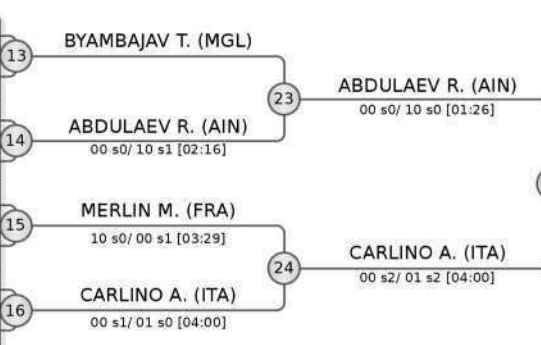 13
BYAMBAJAV T. (MGL)
23
ABDULAEV R. (AIN)
00 s0/ 10 s0 [01:26]
14
ABDULAEV R. (AIN)
00 s0/ 10 s1 [02:16]
15
MERLIN M. (FRA)
10 s0/ 00 s1 [03:29]
24
CARLINO A. (ITA)
00 s2/ 01 s2 [04:00]
16
CARLINO A. (ITA)
00 s1/ 01 s0 [04:00]